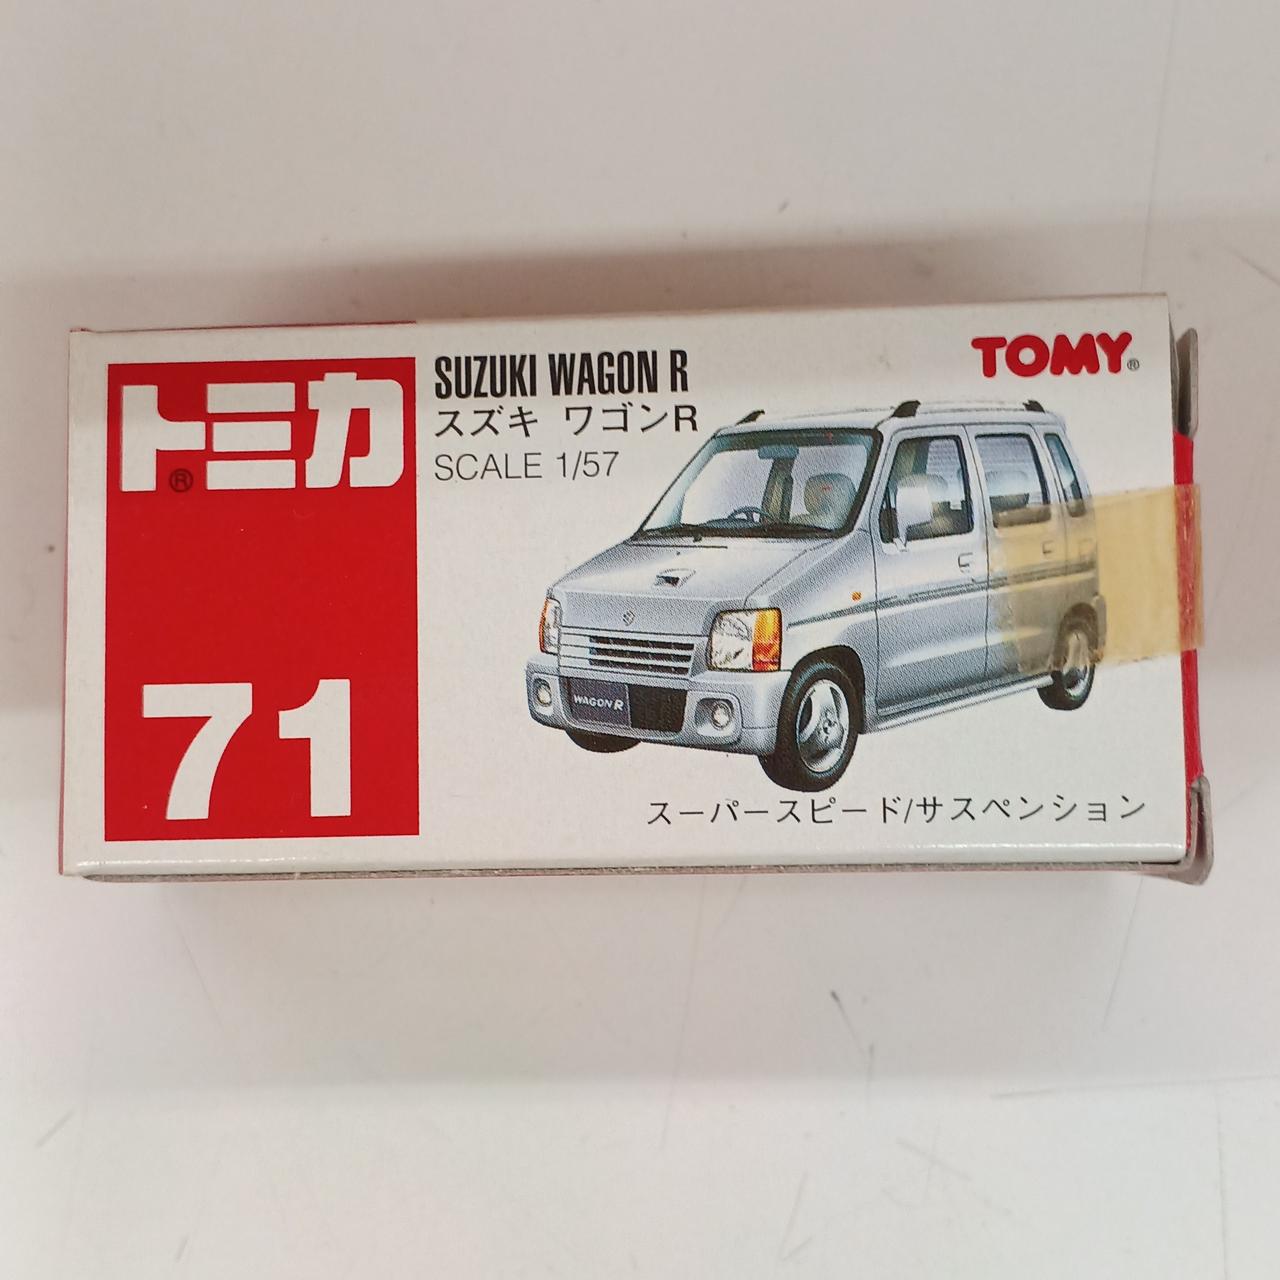 トミカ®
71
SUZUKI WAGON R
スズキ ワゴンR
SCALE 1/57
TOMY®
WAGON R
スーパースピード/サスペンション